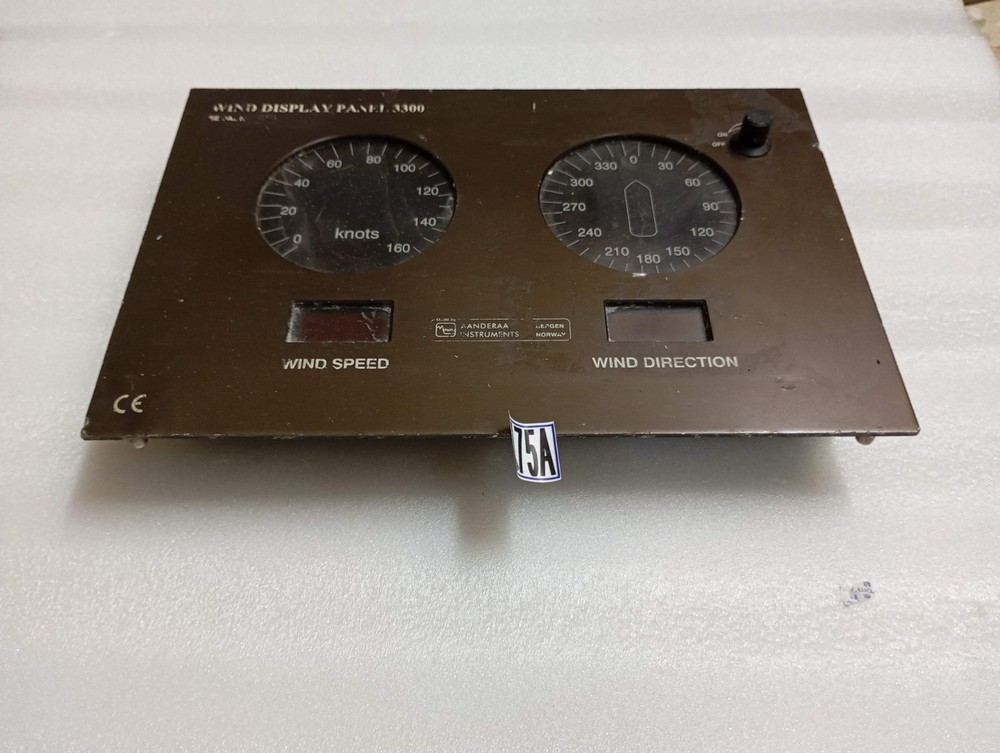 WIND DISPLAY PANEL 3300
ON
OFF
0
20
40
60
80
100
120
140
160
knots
0
30
60
90
120
150
180
210
240
270
300
330
Made by
AANDERAA
INSTRUMENTS
BERGEN
NORWAY
WIND SPEED
WIND DIRECTION
CE
75A